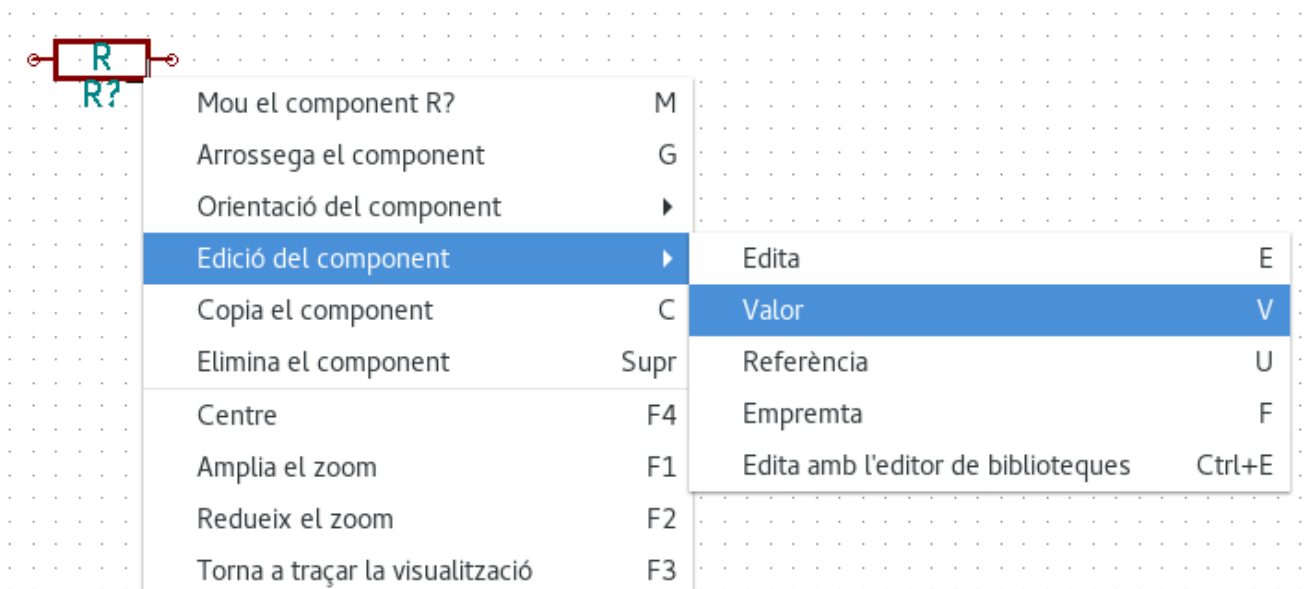 R
R?
Mou el component R? M
Arrossega el component G
Orientació del component
Edició del component
Copia el component C
Elimina el component Supr
Centre F4
Amplia el zoom F1
Redueix el zoom F2
Torna a traçar la visualització F3
Edita E
Valor V
Referència U
Empremta F
Edita amb l'editor de biblioteques Ctrl+E